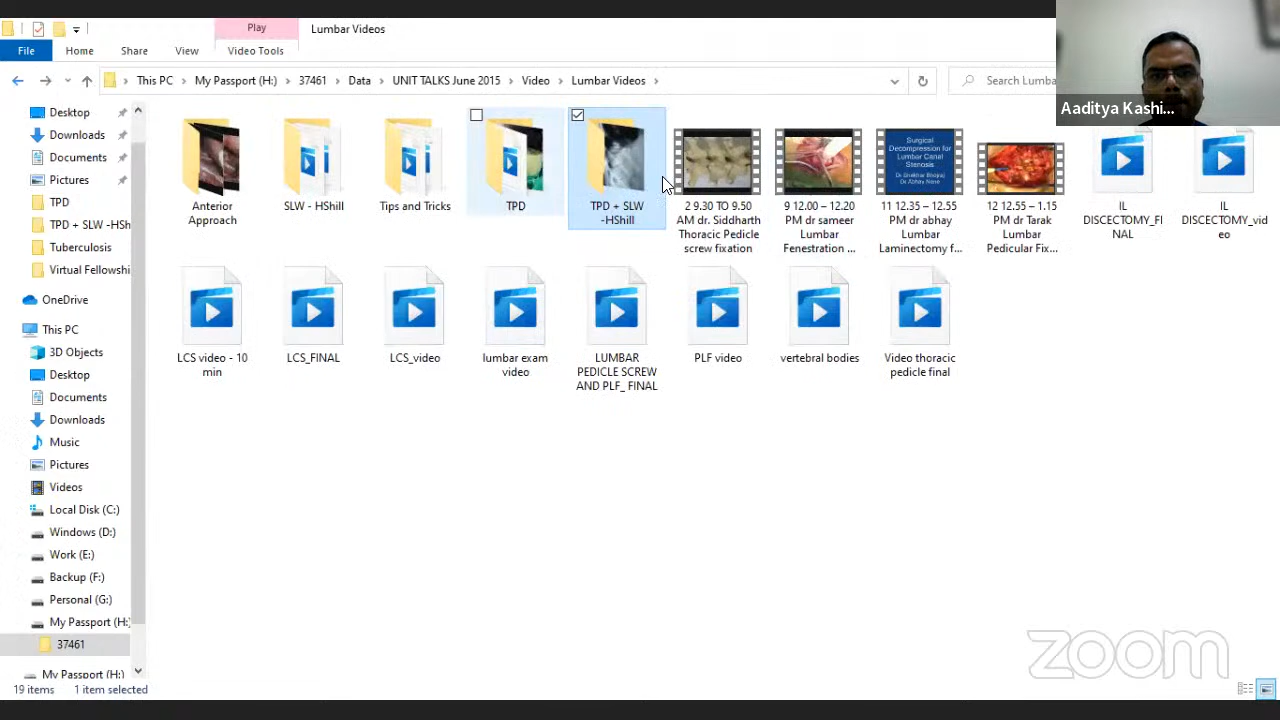 Play
Lumbar Videos
File
Home
Share
View
Video Tools
This PC
My Passport (H:)
37461
Data
UNIT TALKS June 2015
Video
Lumbar Videos
Search Lumba
Aaditya Kashi...
Desktop
Downloads
Documents
Pictures
TPD
TPD + SLW -HSh
Tuberculosis
Virtual Fellowshi
OneDrive
This PC
3D Objects
Desktop
Documents
Downloads
Music
Pictures
Videos
Local Disk (C:)
Windows (D:)
Work (E:)
Backup (F:)
Personal (G:)
My Passport (H:
37461
My Passport (H:)
Anterior
Approach
SLW - HShill
Tips and Tricks
TPD
TPD + SLW
-HShill
2 9.30 TO 9.50
AM dr. Siddharth
Thoracic Pedicle
screw fixation
9 12.00 – 12.20
PM dr sameer
Lumbar
Fenestration ...
Surgical
Decompression for
Lumbar Canal
Stenosis
Dr Shekhar Bhojraj
Dr Abhay Nene
11 12.35 – 12.55
PM dr abhay
Lumbar
Laminectomy f...
12 12.55 – 1.15
PM dr Tarak
Lumbar
Pedicular Fix...
IL
DISCECTOMY_FI
NAL
IL
DISCECTOMY_vid
eo
LCS video - 10
min
LCS_FINAL
LCS_video
lumbar exam
video
LUMBAR
PEDICLE SCREW
AND PLF_ FINAL
PLF video
vertebral bodies
Video thoracic
pedicle final
19 items
1 item selected
zoom